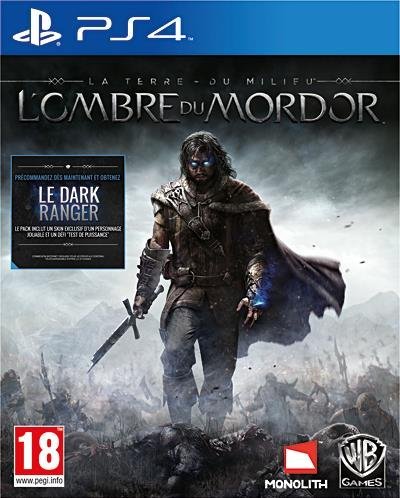 PS4
LA TERRE - DU MILIEU
L'OMBRE DU MORDOR
PRÉCOMMANDEZ DÈS MAINTENANT ET OBTENEZ
LE DARK
RANGER
LE PACK INCLUT UN SKIN EXCLUSIF D'UN PERSONNAGE
JOUABLE ET UN DÉFI "TEST DE PUISSANCE"
18
www.pegi.info
MONOLITH
WB
GAMES